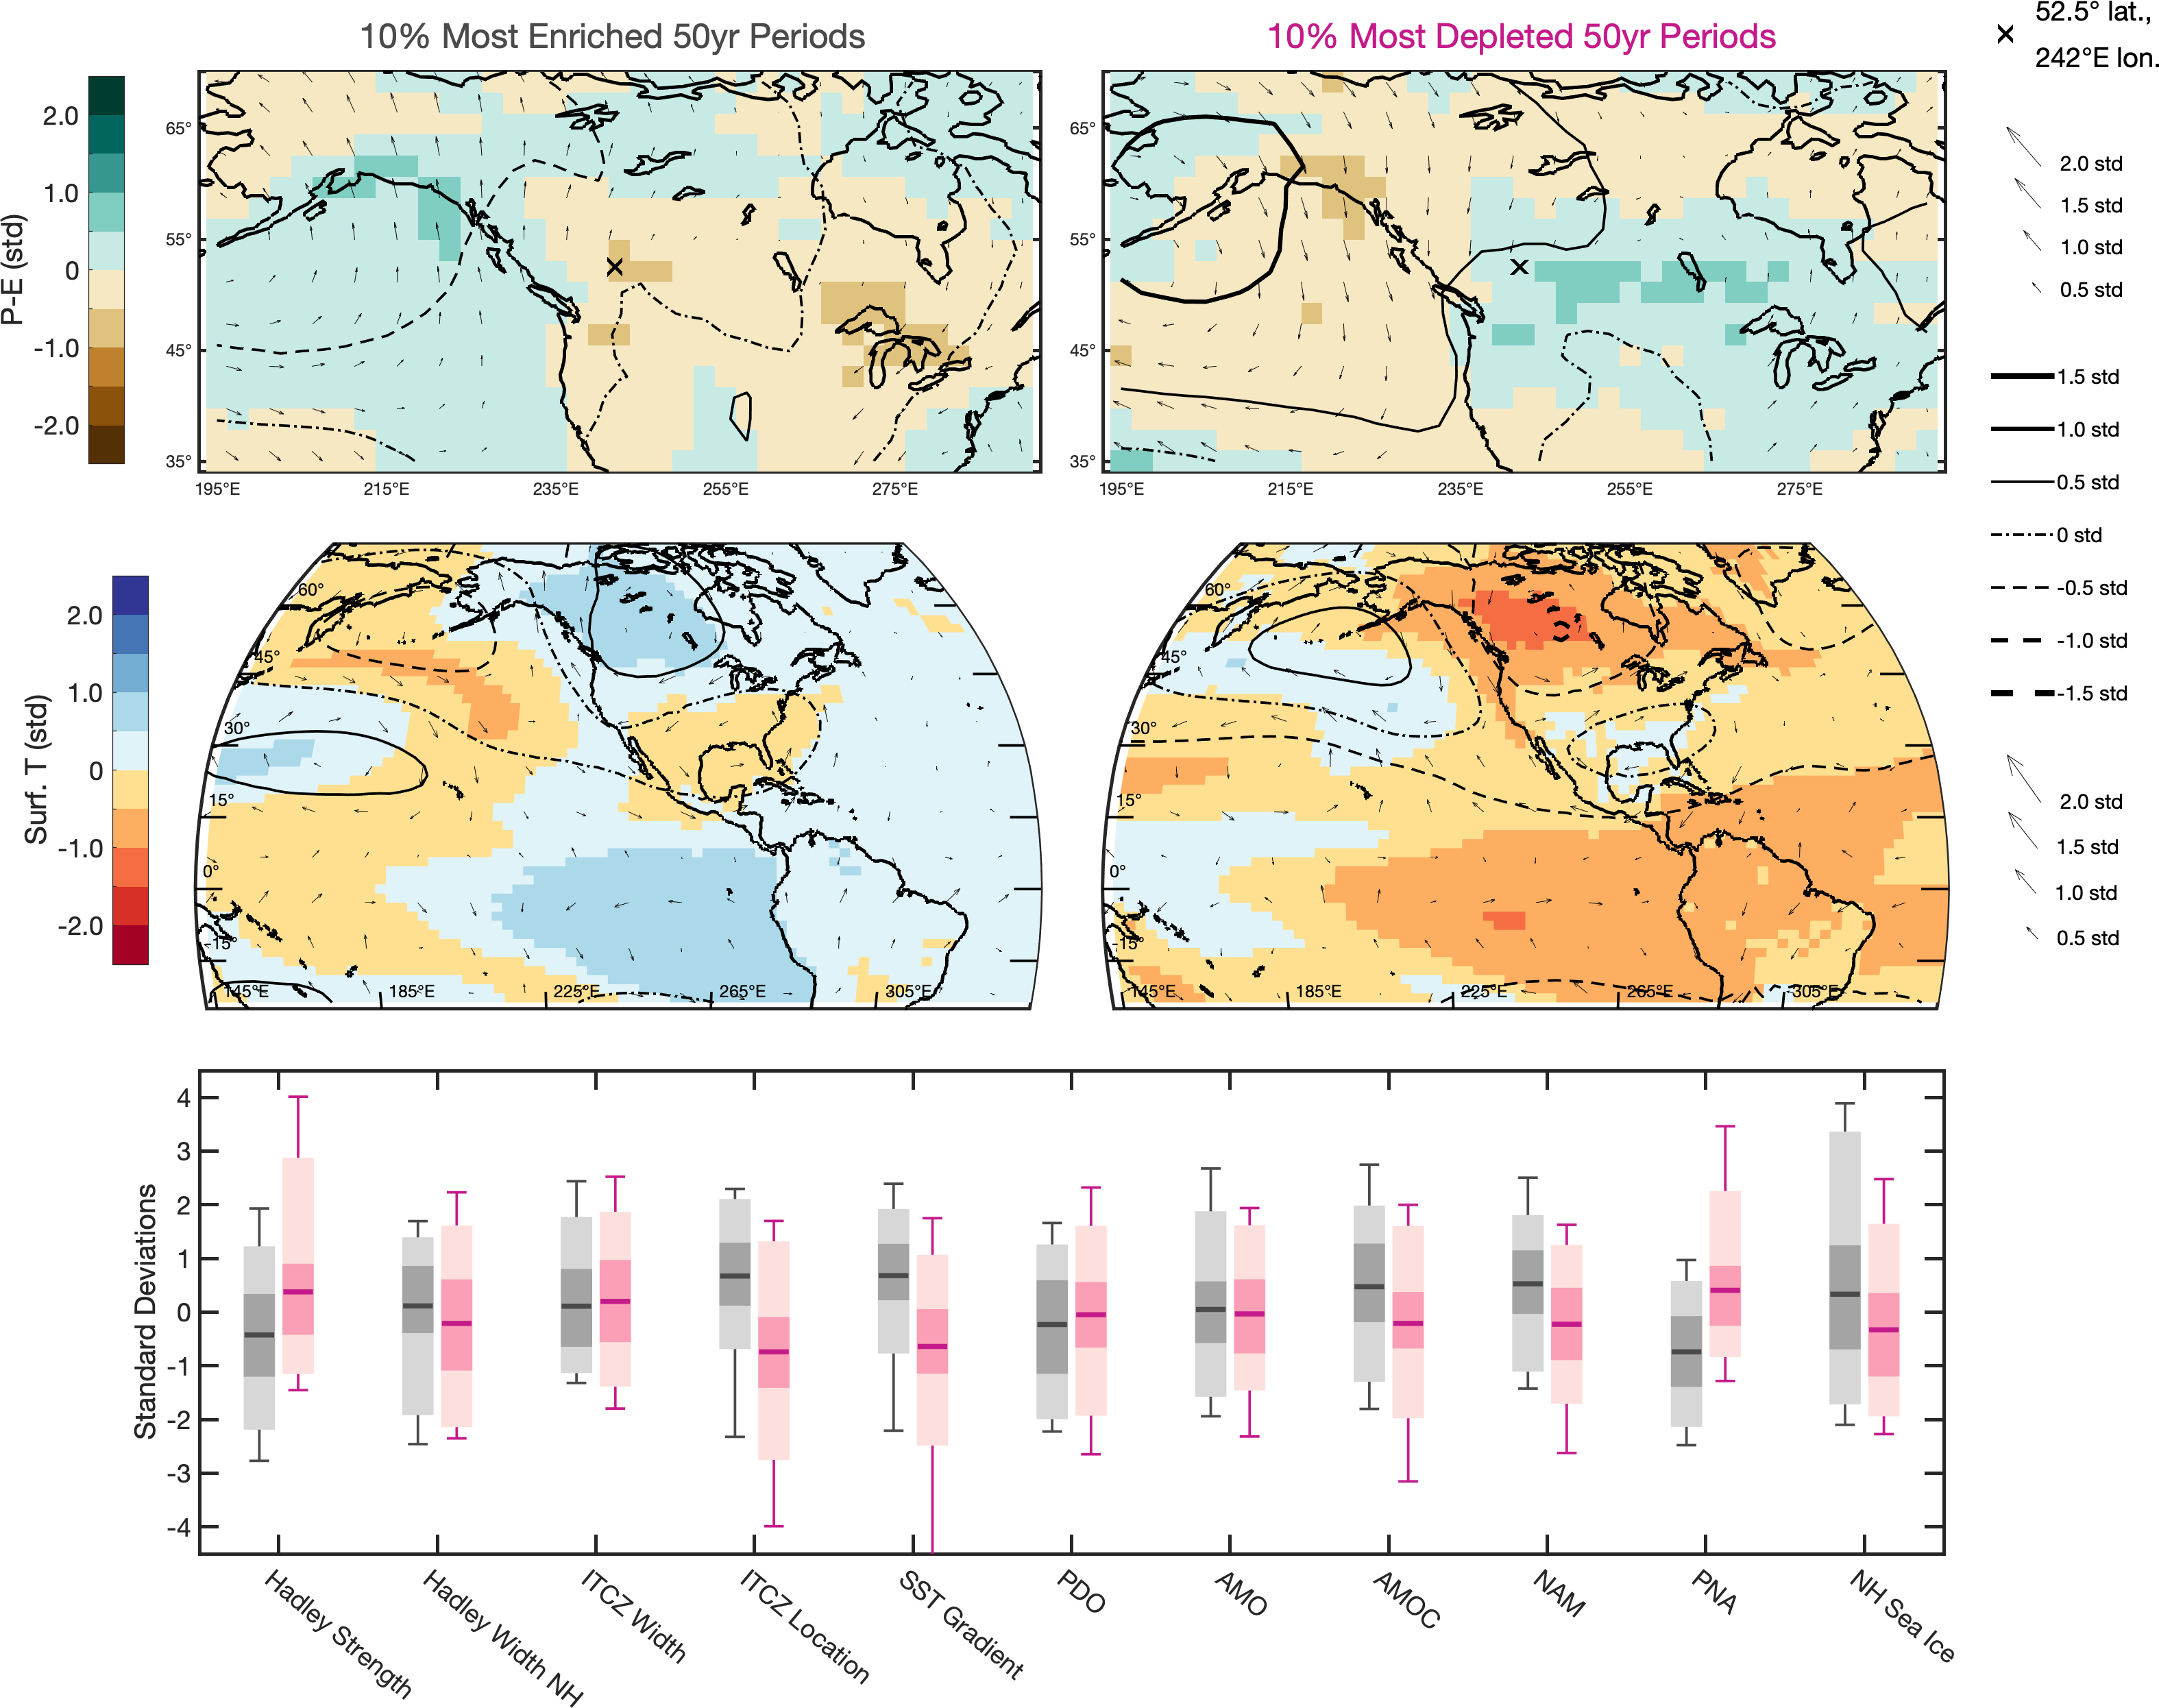 10% Most Enriched 50yr Periods
10% Most Depleted 50yr Periods
52.5° lat.,
242°E lon.
P-E (std)
2.0
1.0
0
-1.0
-2.0
65°
55°
45°
35°
195°E
215°E
235°E
255°E
275°E
65°
55°
45°
35°
195°E
215°E
235°E
255°E
275°E
2.0 std
1.5 std
1.0 std
0.5 std
1.5 std
1.0 std
0.5 std
0 std
-0.5 std
-1.0 std
-1.5 std
2.0 std
1.5 std
1.0 std
0.5 std
Surf. T (std)
2.0
1.0
0
-1.0
-2.0
60°
45°
30°
15°
0°
-15°
145°E
185°E
225°E
265°E
305°E
60°
45°
30°
15°
0°
-15°
145°E
185°E
225°E
265°E
305°E
Standard Deviations
4
3
2
1
0
-1
-2
-3
-4
Hadley Strength
Hadley Width NH
ITCZ Width
ITCZ Location
SST Gradient
PDO
AMO
AMOC
NAM
PNA
NH Sea Ice